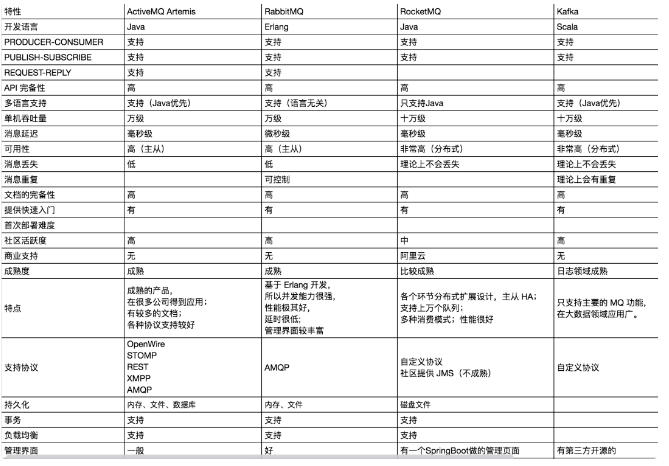 特性 ActiveMQ Artemis RabbitMQ RocketMQ Kafka
开发语言 Java Erlang Java Scala
PRODUCER-CONSUMER 支持 支持 支持 支持
PUBLISH-SUBSCRIBE 支持 支持 支持 支持
REQUEST-REPLY 支持 支持
API 完备性 高 高 高 高
多语言支持 支持（Java优先） 支持（语言无关） 只支持Java 支持（Java优先）
单机吞吐量 万级 万级 十万级 十万级
消息延迟 毫秒级 微秒级 毫秒级 毫秒级
可用性 高（主从） 高（主从） 非常高（分布式） 非常高（分布式）
消息丢失 低 低 理论上不会丢失 理论上不会丢失
消息重复 可控制 理论上会有重复
文档的完备性 高 高 高 高
提供快速入门 有 有 有 有
首次部署难度
社区活跃度 高 高 中 高
商业支持 无 无 阿里云 无
成熟度 成熟 成熟 比较成熟 日志领域成熟
特点
成熟的产品，
在很多公司得到应用；
有较多的文档；
各种协议支持较好
基于 Erlang 开发，
所以并发能力很强，
性能极其好，
延时很低；
管理界面较丰富
各个环节分布式扩展设计，主从 HA；
支持上万个队列；
多种消费模式；性能很好
只支持主要的 MQ 功能，
在大数据领域应用广。
支持协议
OpenWire
STOMP
REST
XMPP
AMQP
AMQP
自定义协议
社区提供 JMS（不成熟）
自定义协议
持久化 内存、文件、数据库 内存、文件 磁盘文件
事务 支持 支持 支持
负载均衡 支持 支持 支持
管理界面 一般 好 有一个SpringBoot做的管理页面 有第三方开源的